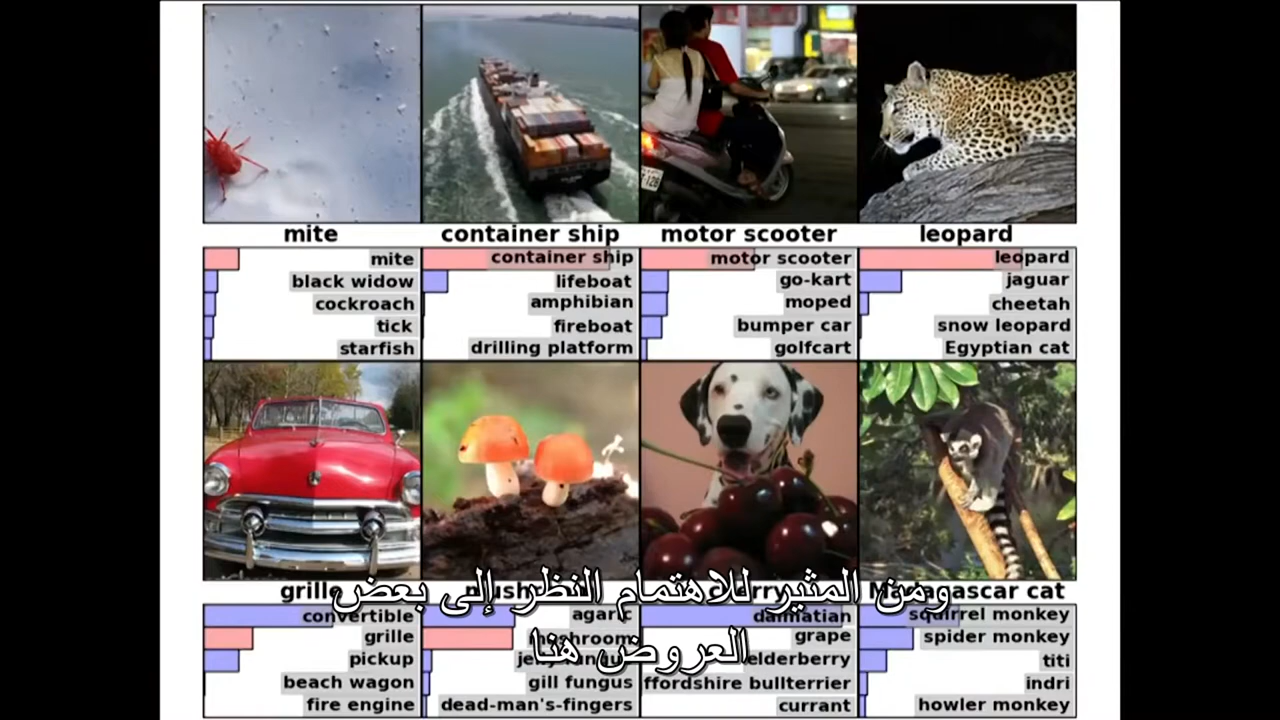 mite
container ship
motor scooter
leopard
mite
black widow
cockroach
tick
starfish
container ship
lifeboat
amphibian
fireboat
drilling platform
motor scooter
go-kart
moped
bumper car
golfcart
leopard
jaguar
cheetah
snow leopard
Egyptian cat
grille
Madagascar cat
convertible
grille
pickup
beach wagon
fire engine
agaric
mushroom
gill fungus
dead-man's-fingers
dalmatian
grape
elderberry
ffordshire bullterrier
currant
squirrel monkey
spider monkey
titi
indri
howler monkey
ومن المثير للاهتمام النظر إلى بعض
العروض هنا